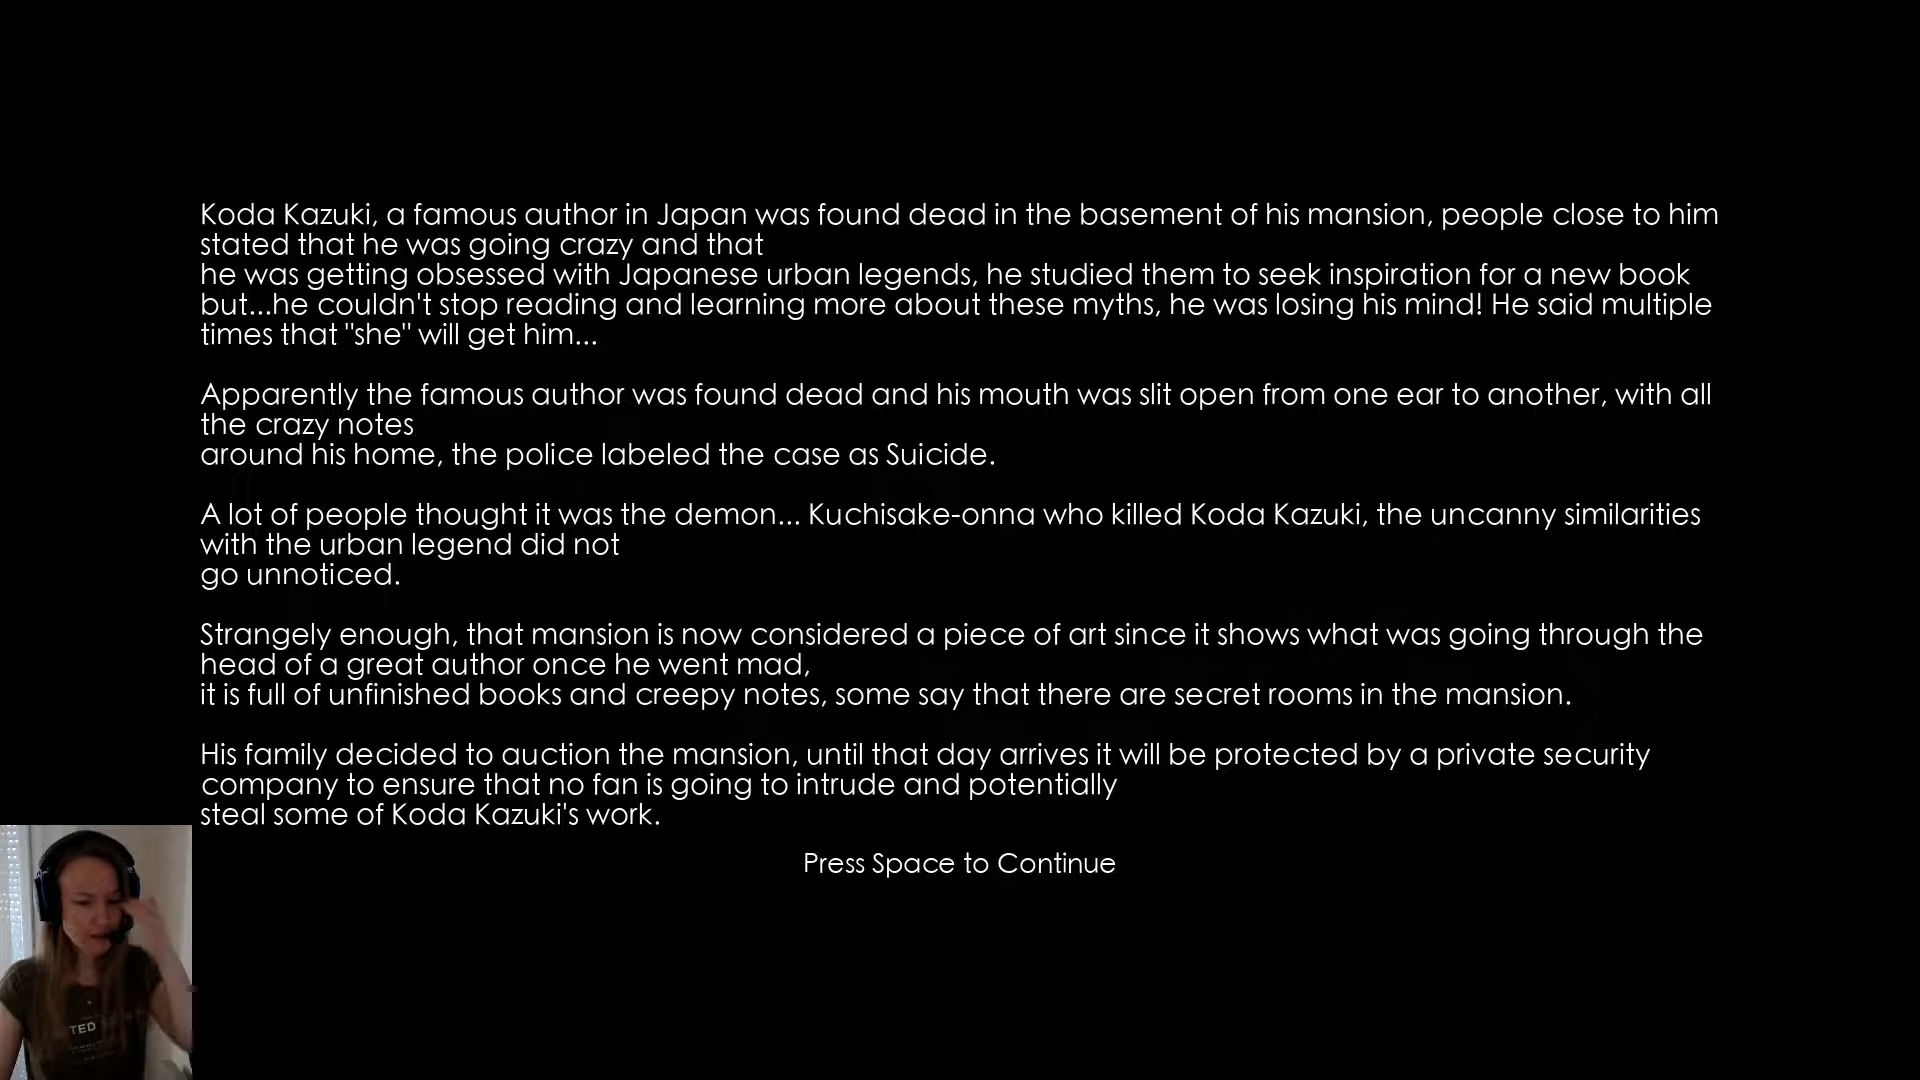 Koda Kazuki, a famous author in Japan was found dead in the basement of his mansion, people close to him
stated that he was going crazy and that
he was getting obsessed with Japanese urban legends, he studied them to seek inspiration for a new book
but...he couldn't stop reading and learning more about these myths, he was losing his mind! He said multiple
times that "she" will get him...
Apparently the famous author was found dead and his mouth was slit open from one ear to another, with all
the crazy notes
around his home, the police labeled the case as Suicide.
A lot of people thought it was the demon... Kuchisake-onna who killed Koda Kazuki, the uncanny similarities
with the urban legend did not
go unnoticed.
Strangely enough, that mansion is now considered a piece of art since it shows what was going through the
head of a great author once he went mad,
it is full of unfinished books and creepy notes, some say that there are secret rooms in the mansion.
His family decided to auction the mansion, until that day arrives it will be protected by a private security
company to ensure that no fan is going to intrude and potentially
steal some of Koda Kazuki's work.
Press Space to Continue
TED